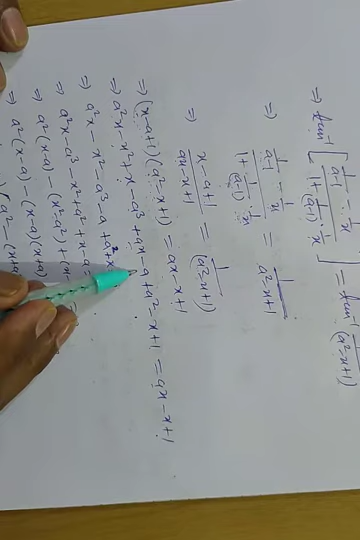 ⇒ tan⁻¹ [ (1/(a-1) - 1/x) / (1 + 1/(a-1) · 1/x) ] = tan⁻¹ 1/(a²-x+1)
⇒ (1/(a-1) - 1/x) / (1 + 1/(a-1) · 1/x) = 1/(a²-x+1)
⇒ (x-a+1)/(ax-x+1) = 1/(a²-x+1)
⇒ (x-a+1)(a²-x+1) = ax-x+1
⇒ a²x-x²+x-a³+ax-a+a²-x+1 = ax-x+1
⇒ a²x-x²-a³-a+a²+x
⇒ a²x-a³-x²+a²+x-a
⇒ a²(x-a)-(x²-a²)+x-
⇒ a²(x-a)-(x-a)(x+a)
⇒